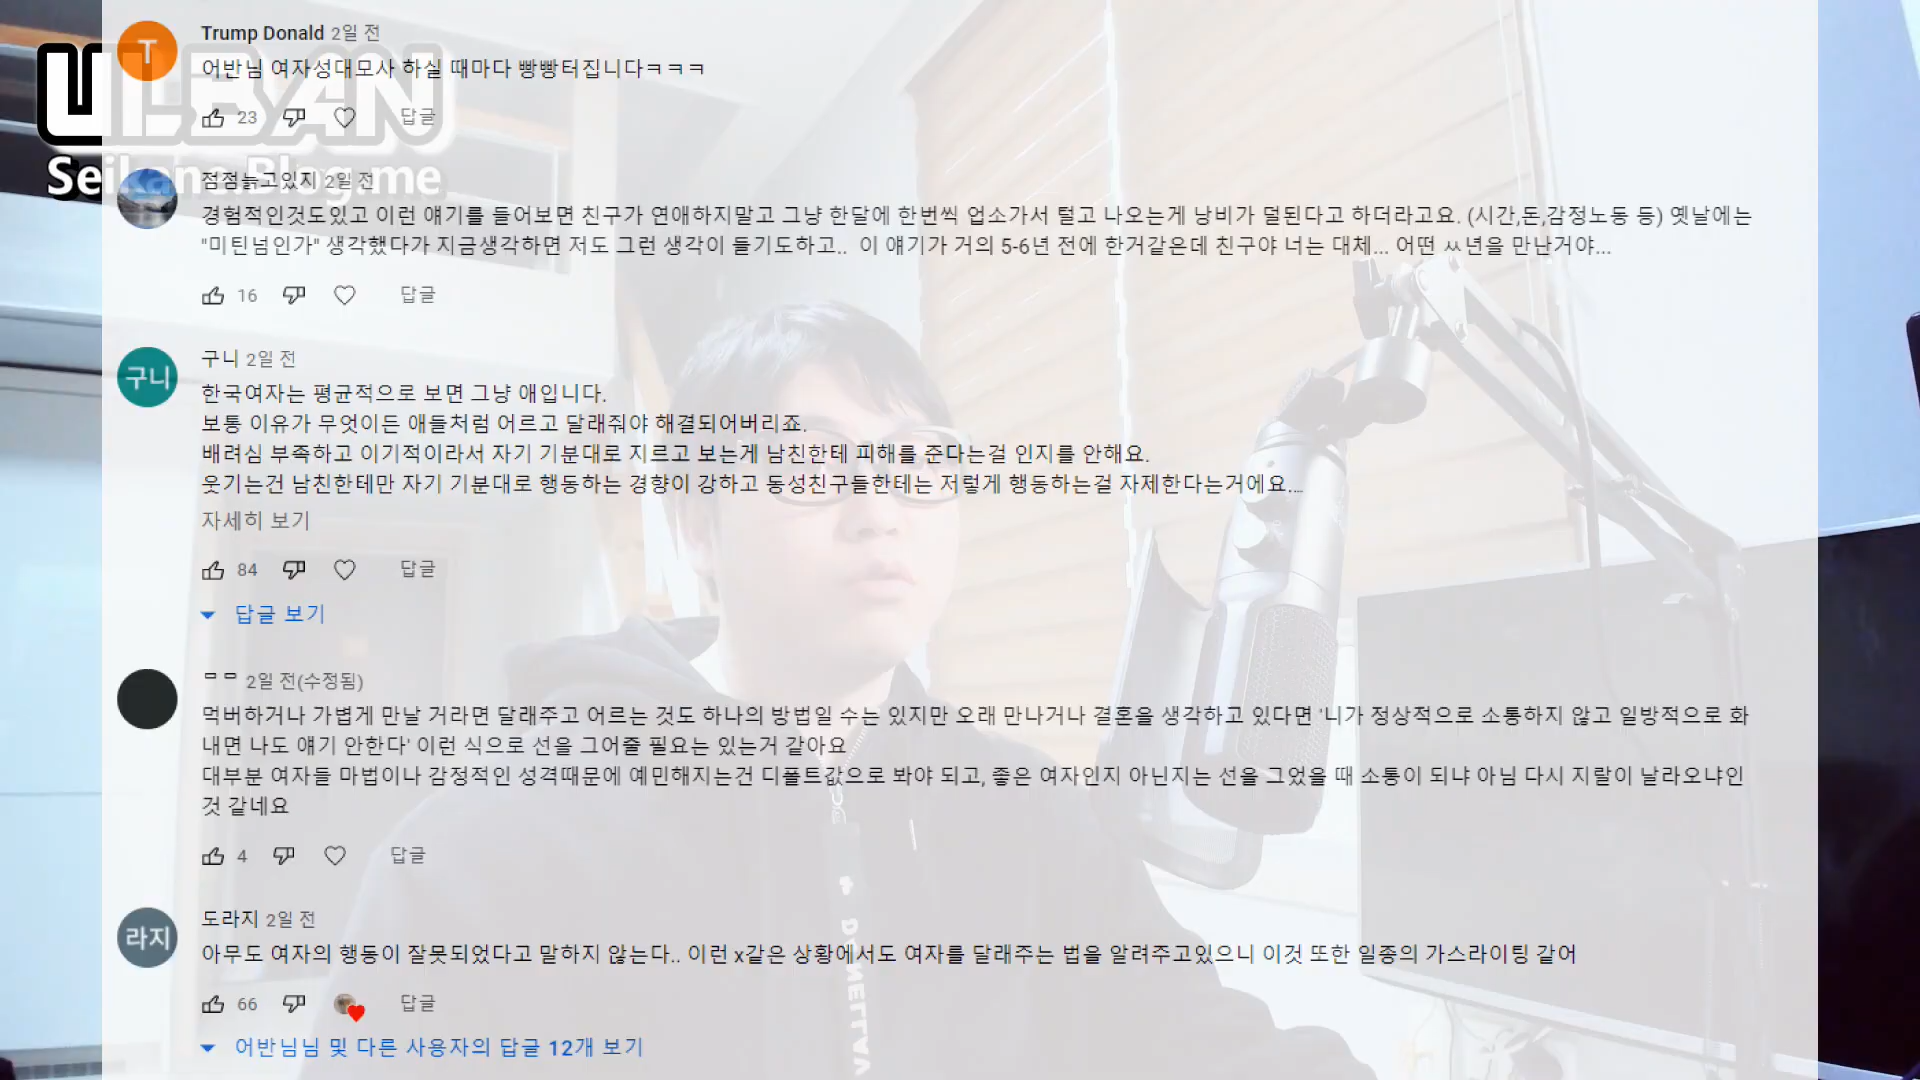 Trump Donald 2일 전
어반님 여자성대모사 하실 때마다 빵빵터집니다ㅋㅋㅋ
23 답글
URBAN
Seikano.Blog.me
점점늙고있지 2일 전
경험적인것도있고 이런 얘기를 들어보면 친구가 연애하지말고 그냥 한달에 한번씩 업소가서 털고 나오는게 낭비가 덜된다고 하더라고요. (시간,돈,감정노동 등) 옛날에는
"미틴넘인가" 생각했다가 지금생각하면 저도 그런 생각이 들기도하고.. 이 얘기가 거의 5-6년 전에 한거같은데 친구야 너는 대체... 어떤 ㅆ년을 만난거야...
16 답글
구니
구니 2일 전
한국여자는 평균적으로 보면 그냥 애입니다.
보통 이유가 무엇이든 애들처럼 어르고 달래줘야 해결되어버리죠.
배려심 부족하고 이기적이라서 자기 기분대로 지르고 보는게 남친한테 피해를 준다는걸 인지를 안해요.
웃기는건 남친한테만 자기 기분대로 행동하는 경향이 강하고 동성친구들한테는 저렇게 행동하는걸 자제한다는거에요....
자세히 보기
84 답글
답글 보기
ㅁㅁ 2일 전(수정됨)
먹버하거나 가볍게 만날 거라면 달래주고 어르는 것도 하나의 방법일 수는 있지만 오래 만나거나 결혼을 생각하고 있다면 '니가 정상적으로 소통하지 않고 일방적으로 화
내면 나도 얘기 안한다' 이런 식으로 선을 그어줄 필요는 있는거 같아요
대부분 여자들 마법이나 감정적인 성격때문에 예민해지는건 디폴트값으로 봐야 되고, 좋은 여자인지 아닌지는 선을 그었을 때 소통이 되냐 아님 다시 지랄이 날라오냐인
것 같네요
4 답글
라지
도라지 2일 전
아무도 여자의 행동이 잘못되었다고 말하지 않는다.. 이런 x같은 상황에서도 여자를 달래주는 법을 알려주고있으니 이것 또한 일종의 가스라이팅 같어
66 답글
어반님님 및 다른 사용자의 답글 12개 보기